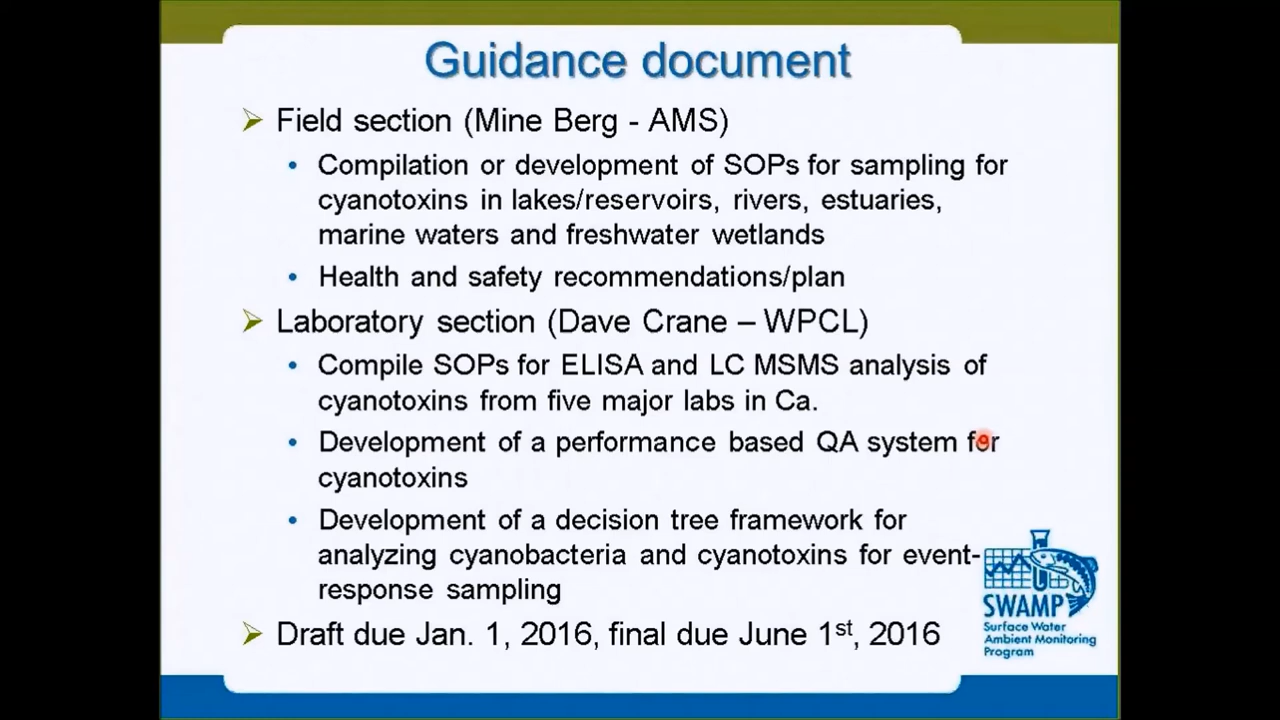 Guidance document
Field section (Mine Berg - AMS)
Compilation or development of SOPs for sampling for
cyanotoxins in lakes/reservoirs, rivers, estuaries,
marine waters and freshwater wetlands
Health and safety recommendations/plan
Laboratory section (Dave Crane – WPCL)
Compile SOPs for ELISA and LC MSMS analysis of
cyanotoxins from five major labs in Ca.
Development of a performance based QA system for
cyanotoxins
Development of a decision tree framework for
analyzing cyanobacteria and cyanotoxins for event-
response sampling
Draft due Jan. 1, 2016, final due June 1st, 2016
SWAMP
Surface Water
Ambient Monitoring
Program